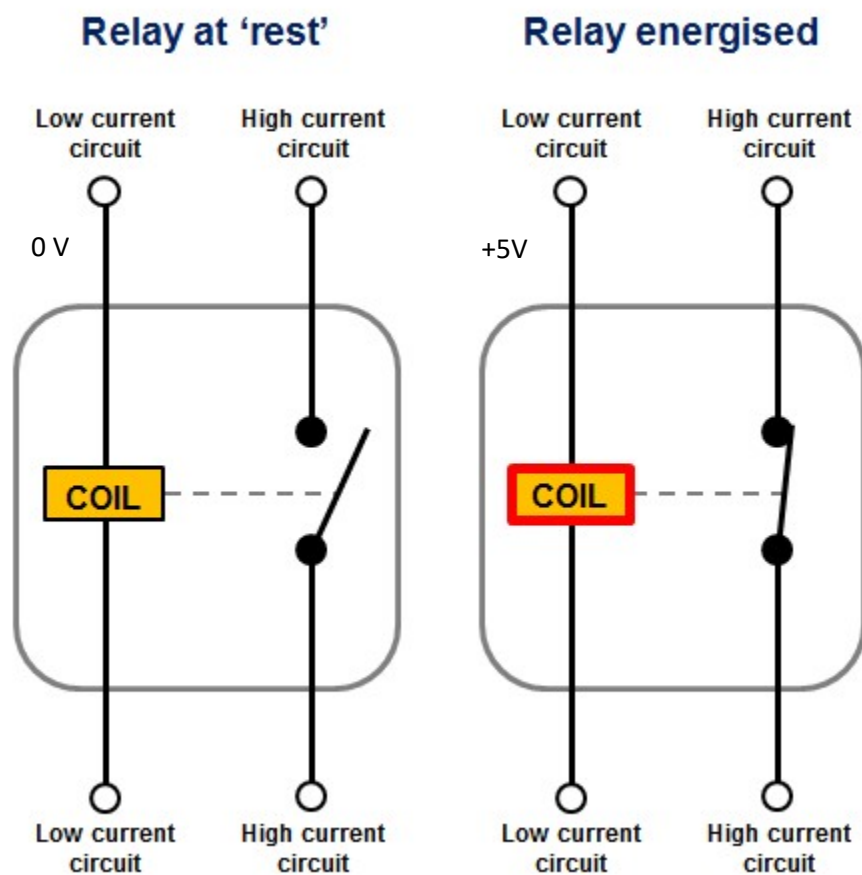 Relay at ‘rest’
Relay energised
Low current
circuit
High current
circuit
Low current
circuit
High current
circuit
0 V
+5V
COIL
COIL
Low current
circuit
High current
circuit
Low current
circuit
High current
circuit